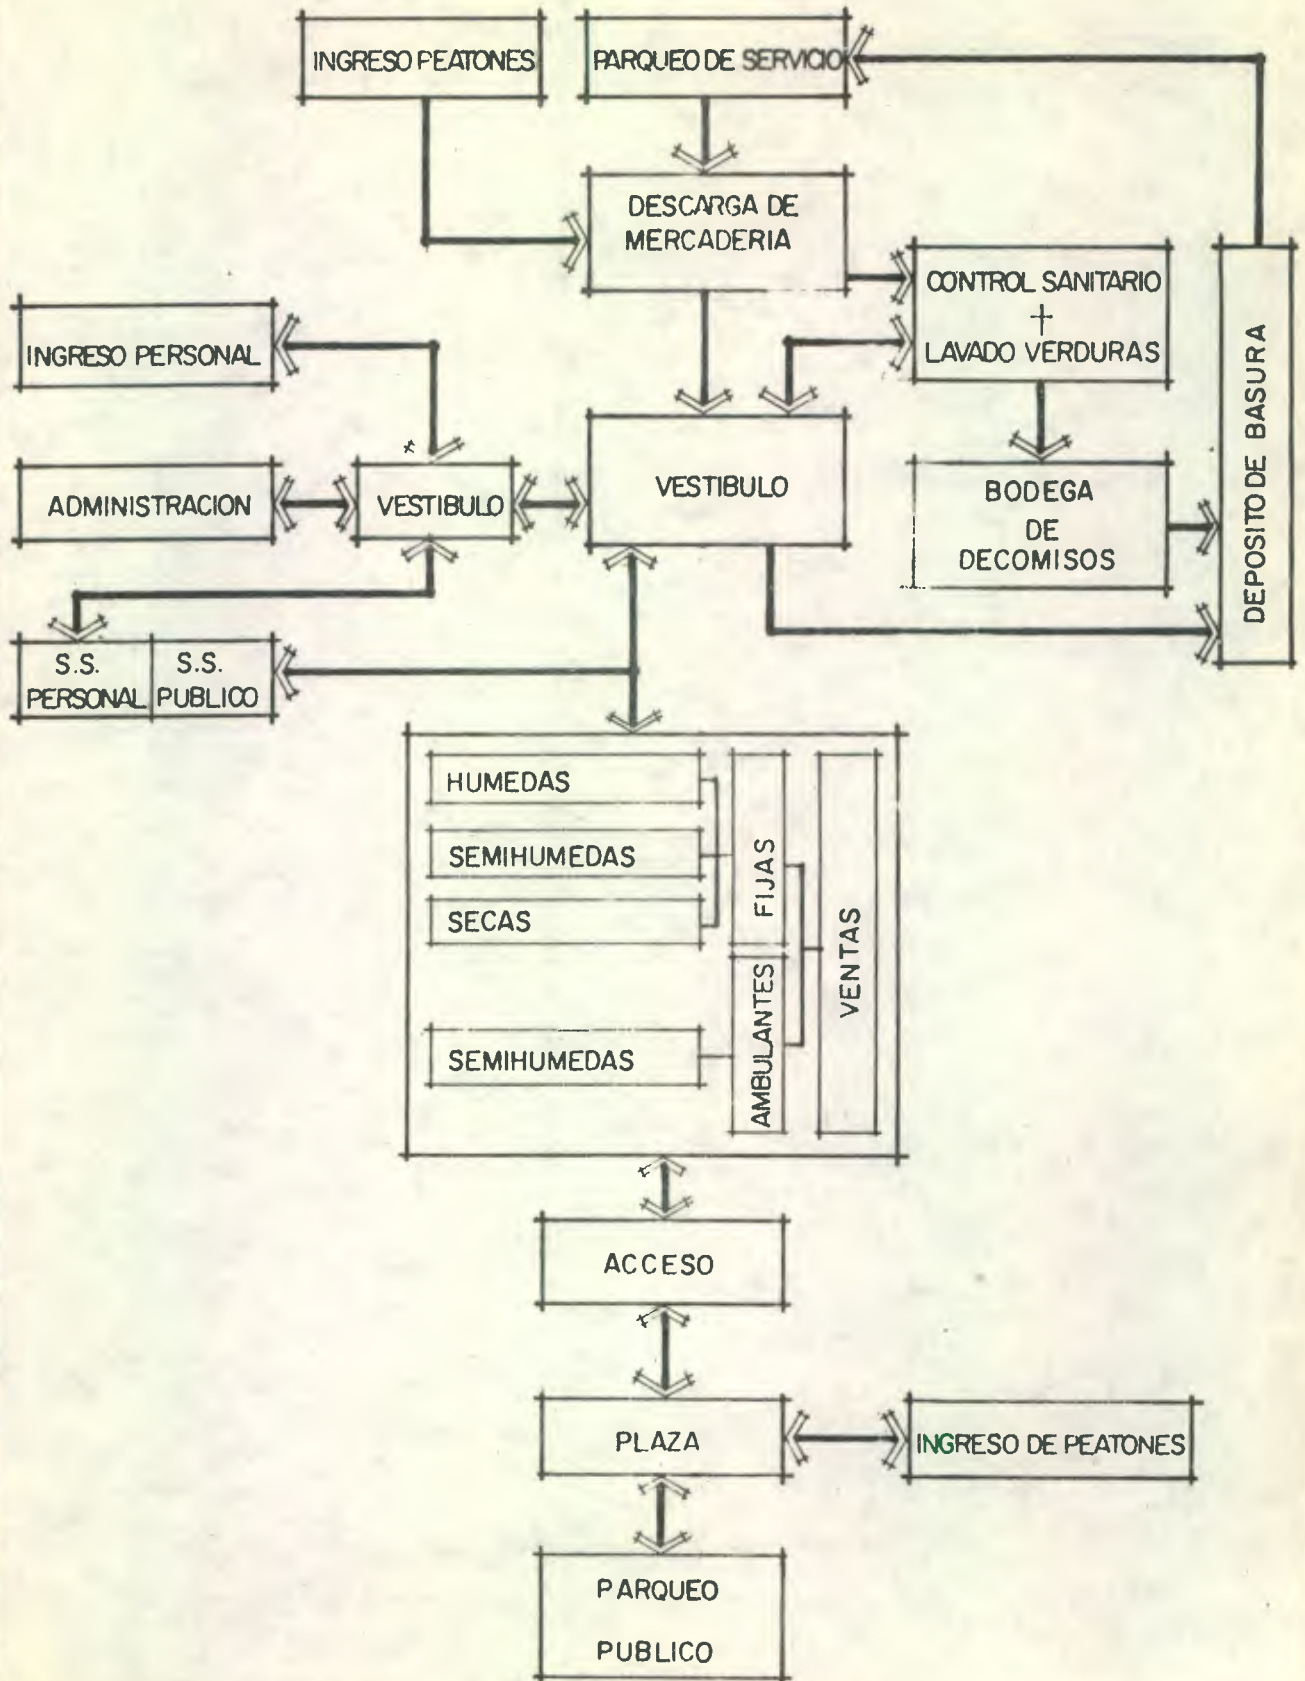 INGRESO PEATONES
PARQUEO DE SERVICIO
DESCARGA DE
MERCADERIA
CONTROL SANITARIO
+
LAVADO VERDURAS
INGRESO PERSONAL
DEPOSITO DE BASURA
ADMINISTRACION
VESTIBULO
VESTIBULO
BODEGA
DE
DECOMISOS
S.S.
PERSONAL
S.S.
PUBLICO
HUMEDAS
SEMIHUMEDAS
SECAS
SEMIHUMEDAS
FIJAS
AMBULANTES
VENTAS
ACCESO
PLAZA
INGRESO DE PEATONES
PARQUEO
PUBLICO